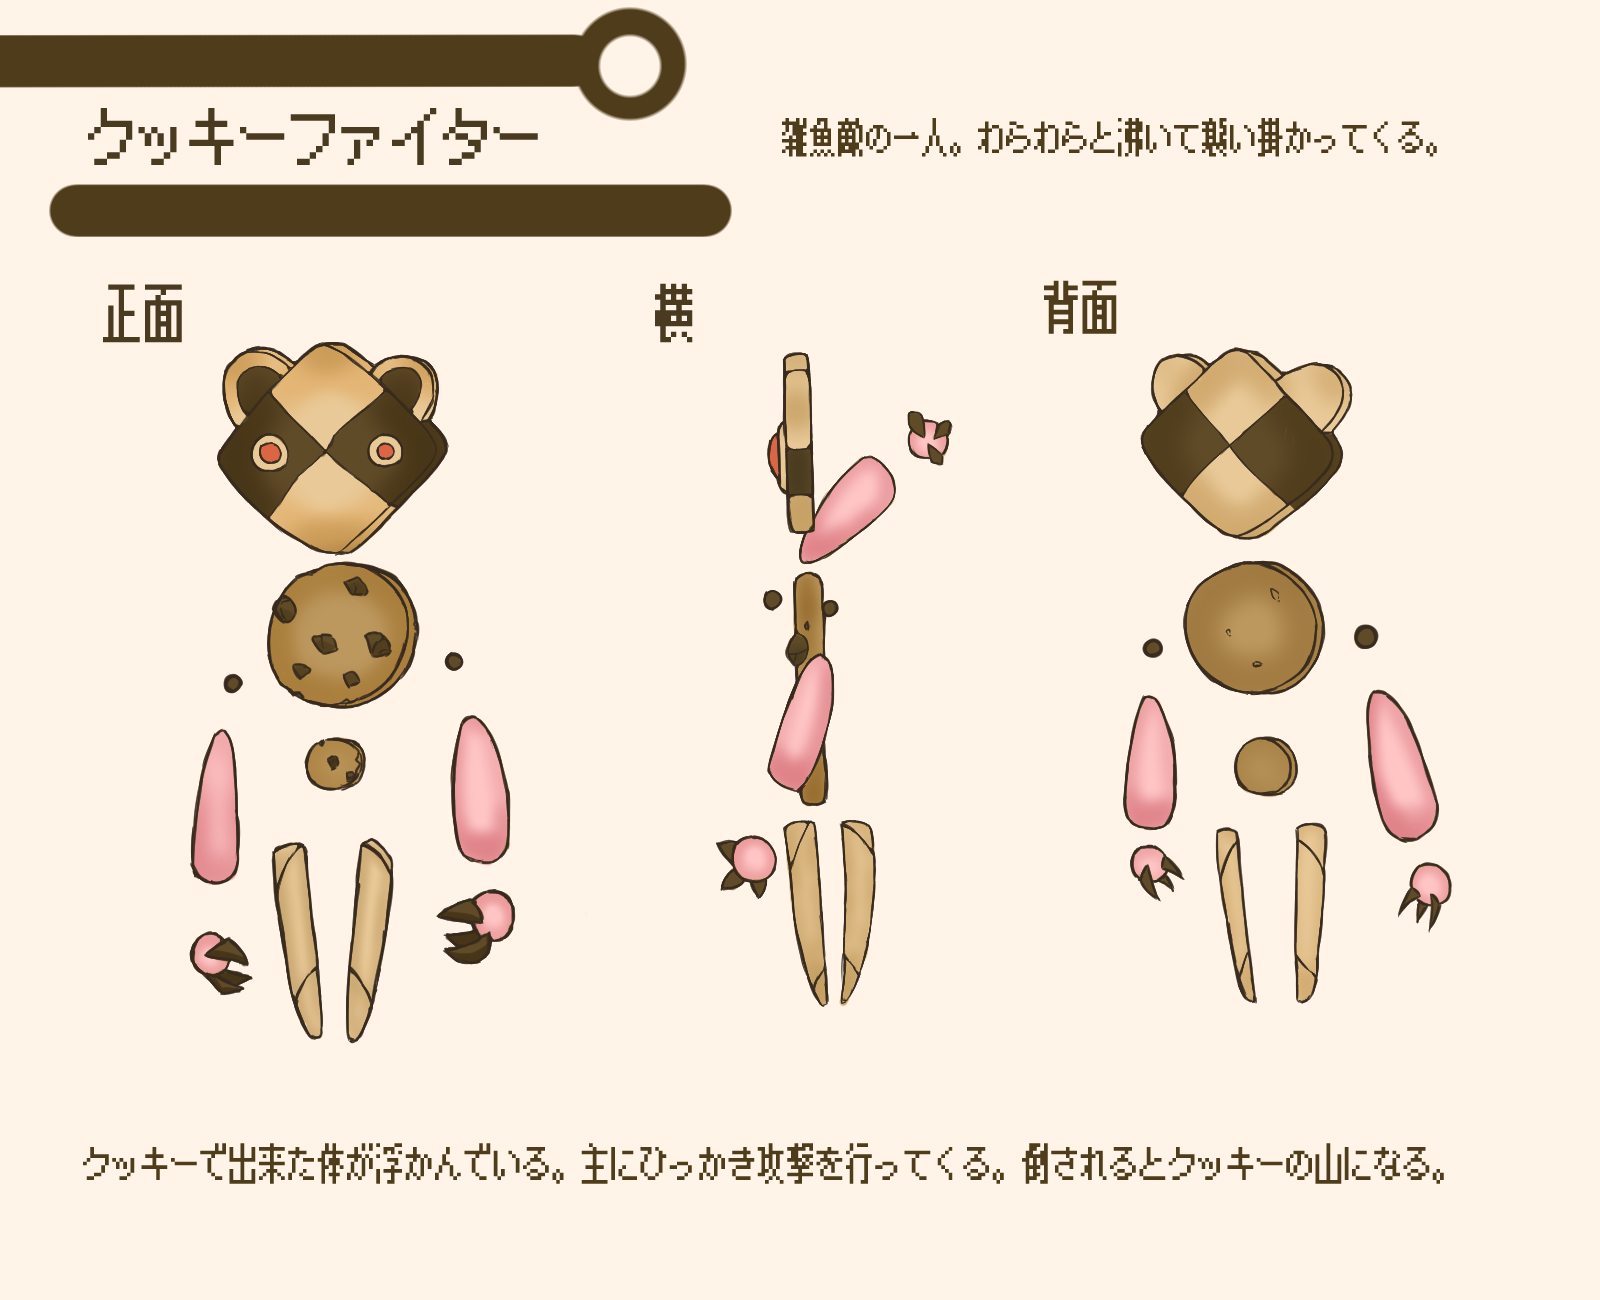 クッキーファイター
雑魚敵の一人。わらわらと沸いて襲い掛かってくる。
正面
横
背面
クッキーで出来た体が浮かんでいる。主にひっかき攻撃を行ってくる。倒されるとクッキーの山になる。